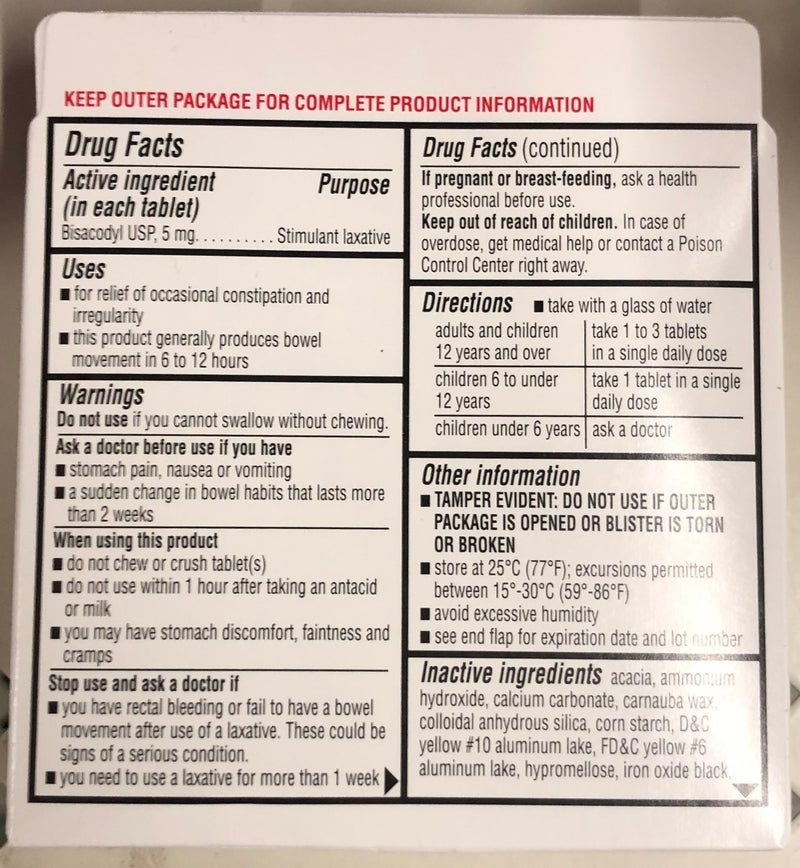 KEEP OUTER PACKAGE FOR COMPLETE PRODUCT INFORMATION
Drug Facts
Active ingredient Purpose
(in each tablet)
Bisacodyl USP, 5 mg. . . . . . . . . . Stimulant laxative
Uses
■ for relief of occasional constipation and
irregularity
■ this product generally produces bowel
movement in 6 to 12 hours
Warnings
Do not use if you cannot swallow without chewing.
Ask a doctor before use if you have
■ stomach pain, nausea or vomiting
■ a sudden change in bowel habits that lasts more
than 2 weeks
When using this product
■ do not chew or crush tablet(s)
■ do not use within 1 hour after taking an antacid
or milk
■ you may have stomach discomfort, faintness and
cramps
Stop use and ask a doctor if
■ you have rectal bleeding or fail to have a bowel
movement after use of a laxative. These could be
signs of a serious condition.
■ you need to use a laxative for more than 1 week
Drug Facts (continued)
If pregnant or breast-feeding, ask a health
professional before use.
Keep out of reach of children. In case of
overdose, get medical help or contact a Poison
Control Center right away.
Directions ■ take with a glass of water
adults and children take 1 to 3 tablets
12 years and over in a single daily dose
children 6 to under take 1 tablet in a single
12 years daily dose
children under 6 years ask a doctor
Other information
■ TAMPER EVIDENT: DO NOT USE IF OUTER
PACKAGE IS OPENED OR BLISTER IS TORN
OR BROKEN
■ store at 25°C (77°F); excursions permitted
between 15°-30°C (59°-86°F)
■ avoid excessive humidity
■ see end flap for expiration date and lot number
Inactive ingredients acacia, ammonium
hydroxide, calcium carbonate, carnauba wax,
colloidal anhydrous silica, corn starch, D&C
yellow #10 aluminum lake, FD&C yellow #6
aluminum lake, hypromellose, iron oxide black,